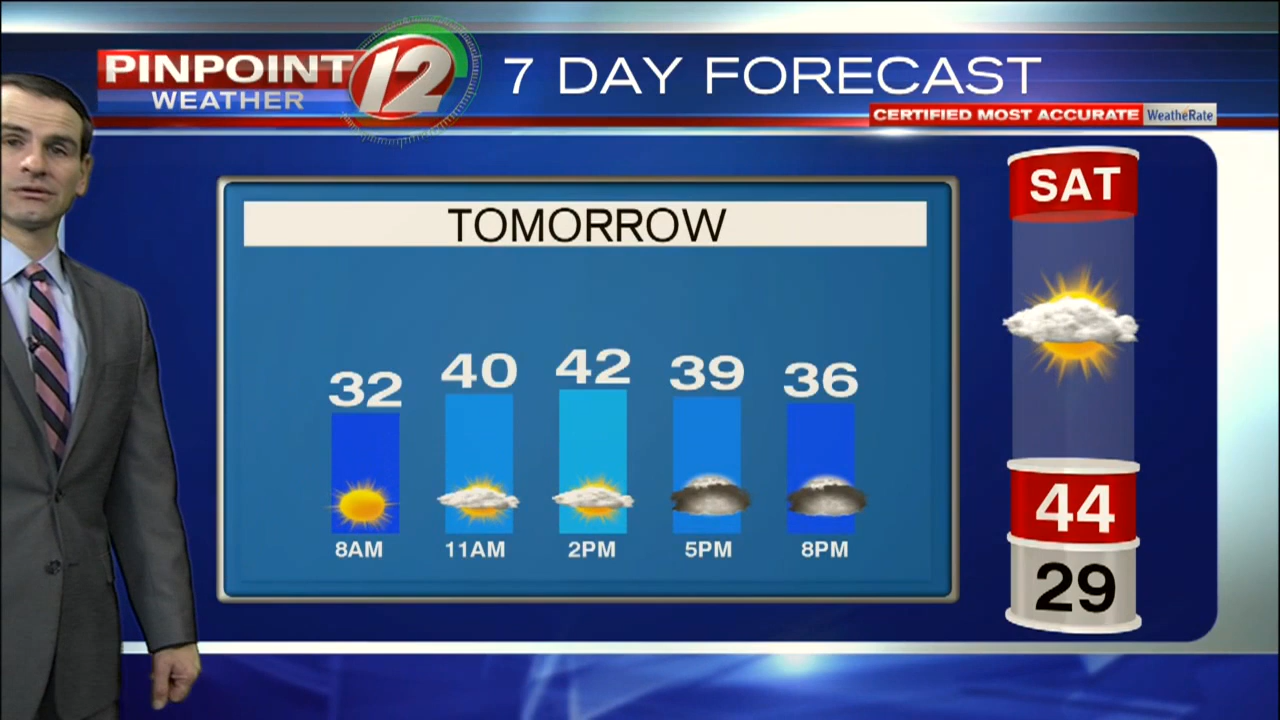 PINPOINT
WEATHER
12
7 DAY FORECAST
CERTIFIED MOST ACCURATE WeatheRate
TOMORROW
SAT
32 40 42 39 36
8AM 11AM 2PM 5PM 8PM
44
29